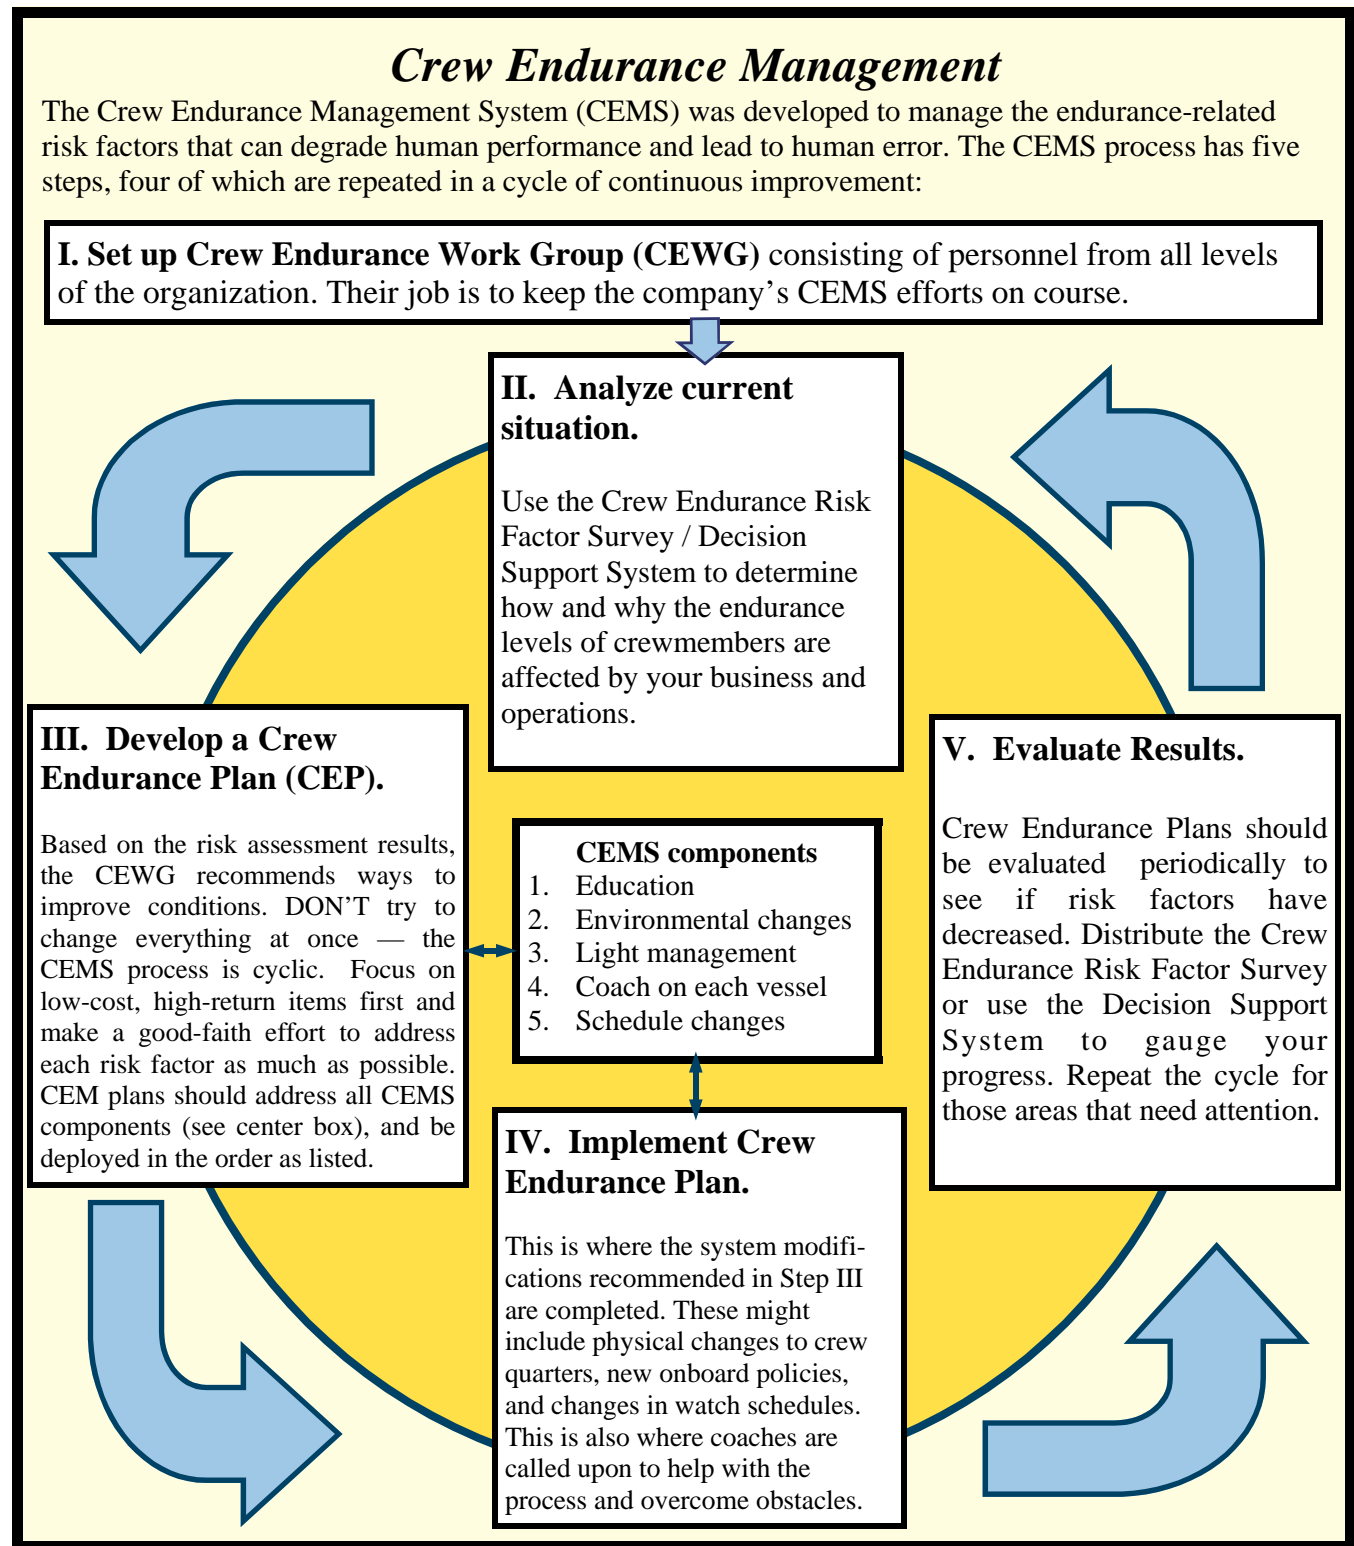 Crew Endurance Management
The Crew Endurance Management System (CEMS) was developed to manage the endurance-related
risk factors that can degrade human performance and lead to human error. The CEMS process has five
steps, four of which are repeated in a cycle of continuous improvement:
I. Set up Crew Endurance Work Group (CEWG) consisting of personnel from all levels
of the organization. Their job is to keep the company's CEMS efforts on course.
II. Analyze current
situation.
Use the Crew Endurance Risk
Factor Survey / Decision
Support System to determine
how and why the endurance
levels of crewmembers are
affected by your business and
operations.
III. Develop a Crew
Endurance Plan (CEP).
Based on the risk assessment results,
the CEWG recommends ways to
improve conditions. DON'T try to
change everything at once — the
CEMS process is cyclic. Focus on
low-cost, high-return items first and
make a good-faith effort to address
each risk factor as much as possible.
CEM plans should address all CEMS
components (see center box), and be
deployed in the order as listed.
CEMS components
1. Education
2. Environmental changes
3. Light management
4. Coach on each vessel
5. Schedule changes
IV. Implement Crew
Endurance Plan.
This is where the system modifi-
cations recommended in Step III
are completed. These might
include physical changes to crew
quarters, new onboard policies,
and changes in watch schedules.
This is also where coaches are
called upon to help with the
process and overcome obstacles.
V. Evaluate Results.
Crew Endurance Plans should
be evaluated periodically to
see if risk factors have
decreased. Distribute the Crew
Endurance Risk Factor Survey
or use the Decision Support
System to gauge your
progress. Repeat the cycle for
those areas that need attention.